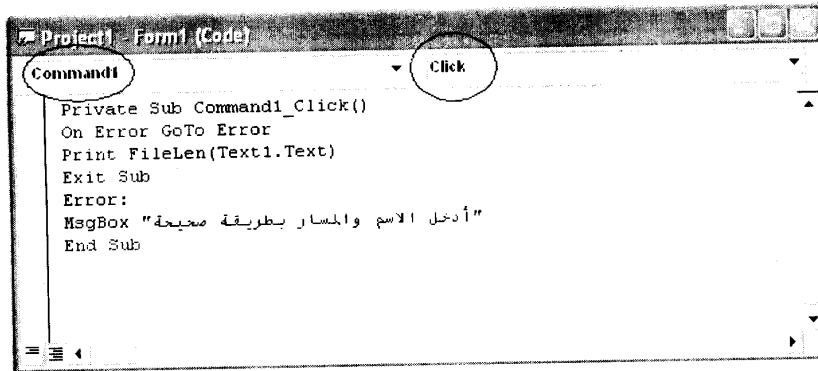 Project1 - Form1 (Code)
Command1 Click
Private Sub Command1_Click()
On Error GoTo Error
Print FileLen(Text1.Text)
Exit Sub
Error:
MsgBox "أدخل الاسم والمسار بطريقة صحيحة"
End Sub